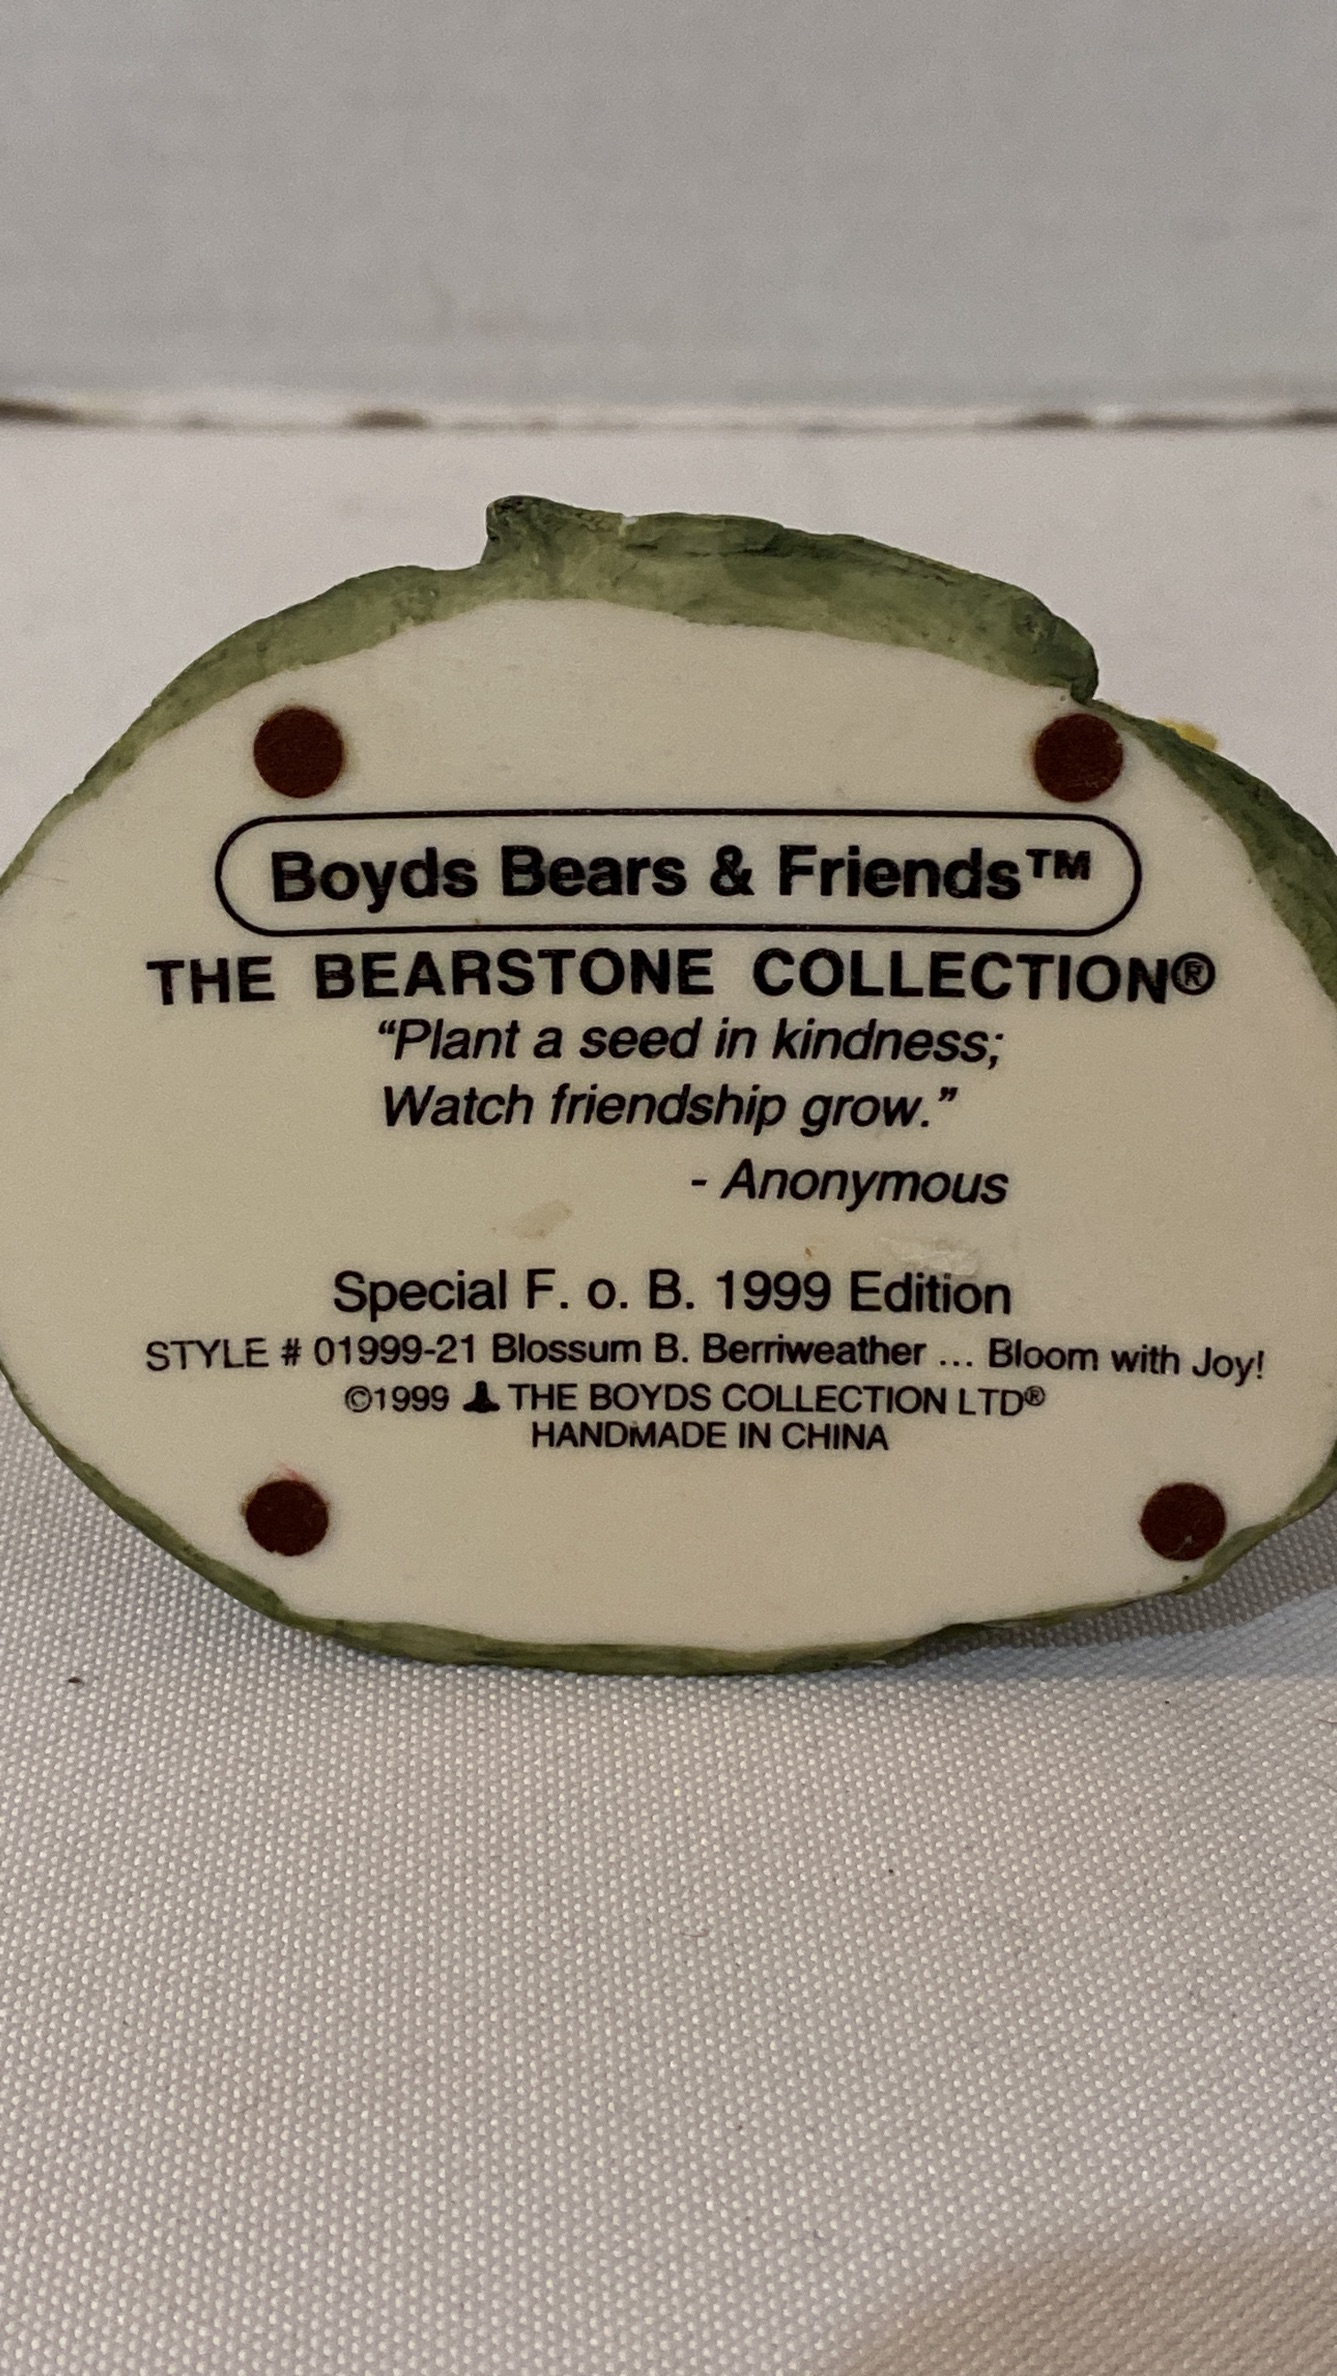 Boyds Bears & Friends™
THE BEARSTONE COLLECTION®
“Plant a seed in kindness;
Watch friendship grow.”
- Anonymous
Special F. o. B. 1999 Edition
STYLE # 01999-21 Blossum B. Berriweather ... Bloom with Joy!
©1999 THE BOYDS COLLECTION LTD®
HANDMADE IN CHINA